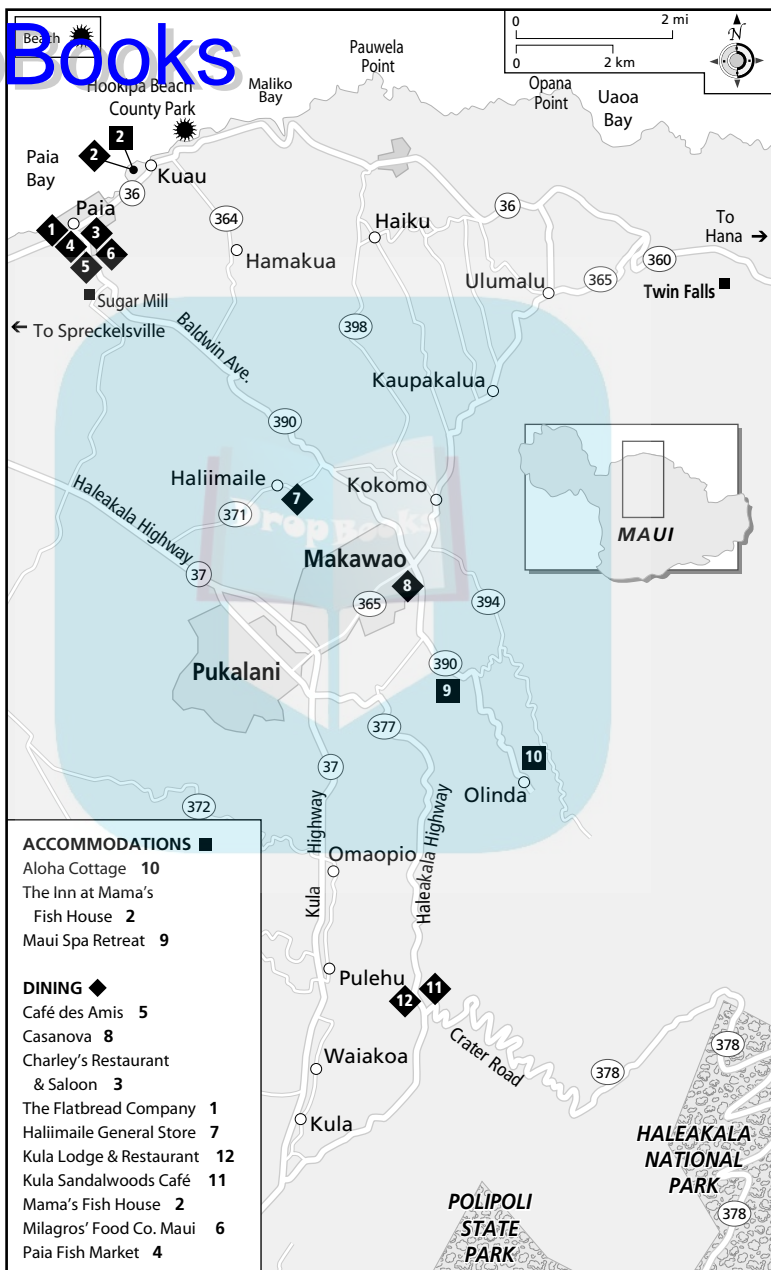 Beach
Books
0 2 mi
0 2 km
N
Pauwela
Point
Hookipa Beach
County Park
Maliko
Bay
Opana
Point
Uaoa
Bay
2
2
Paia
Bay
Kuau
36
Paia
1
3
4
6
5
364
Hamakua
Haiku
36
To
Hana →
360
365
Ulumalu
Twin Falls
Sugar Mill
← To Spreckelsville
Baldwin Ave.
398
Kaupakalua
390
Haliimaile
7
Kokomo
371
Haleakala Highway
DropBooks
MAUI
Makawao
8
37
365
394
Pukalani
390
9
377
10
Olinda
37
372
Kula Highway
Haleakala Highway
Omaopio
Pulehu
12
11
Crater Road
378
378
Waiakoa
Kula
HALEAKALA
NATIONAL
PARK
378
POLIPOLI
STATE
PARK
ACCOMMODATIONS ■
Aloha Cottage 10
The Inn at Mama's
Fish House 2
Maui Spa Retreat 9
DINING ◆
Café des Amis 5
Casanova 8
Charley's Restaurant
& Saloon 3
The Flatbread Company 1
Haliimaile General Store 7
Kula Lodge & Restaurant 12
Kula Sandalwoods Café 11
Mama's Fish House 2
Milagros' Food Co. Maui 6
Paia Fish Market 4